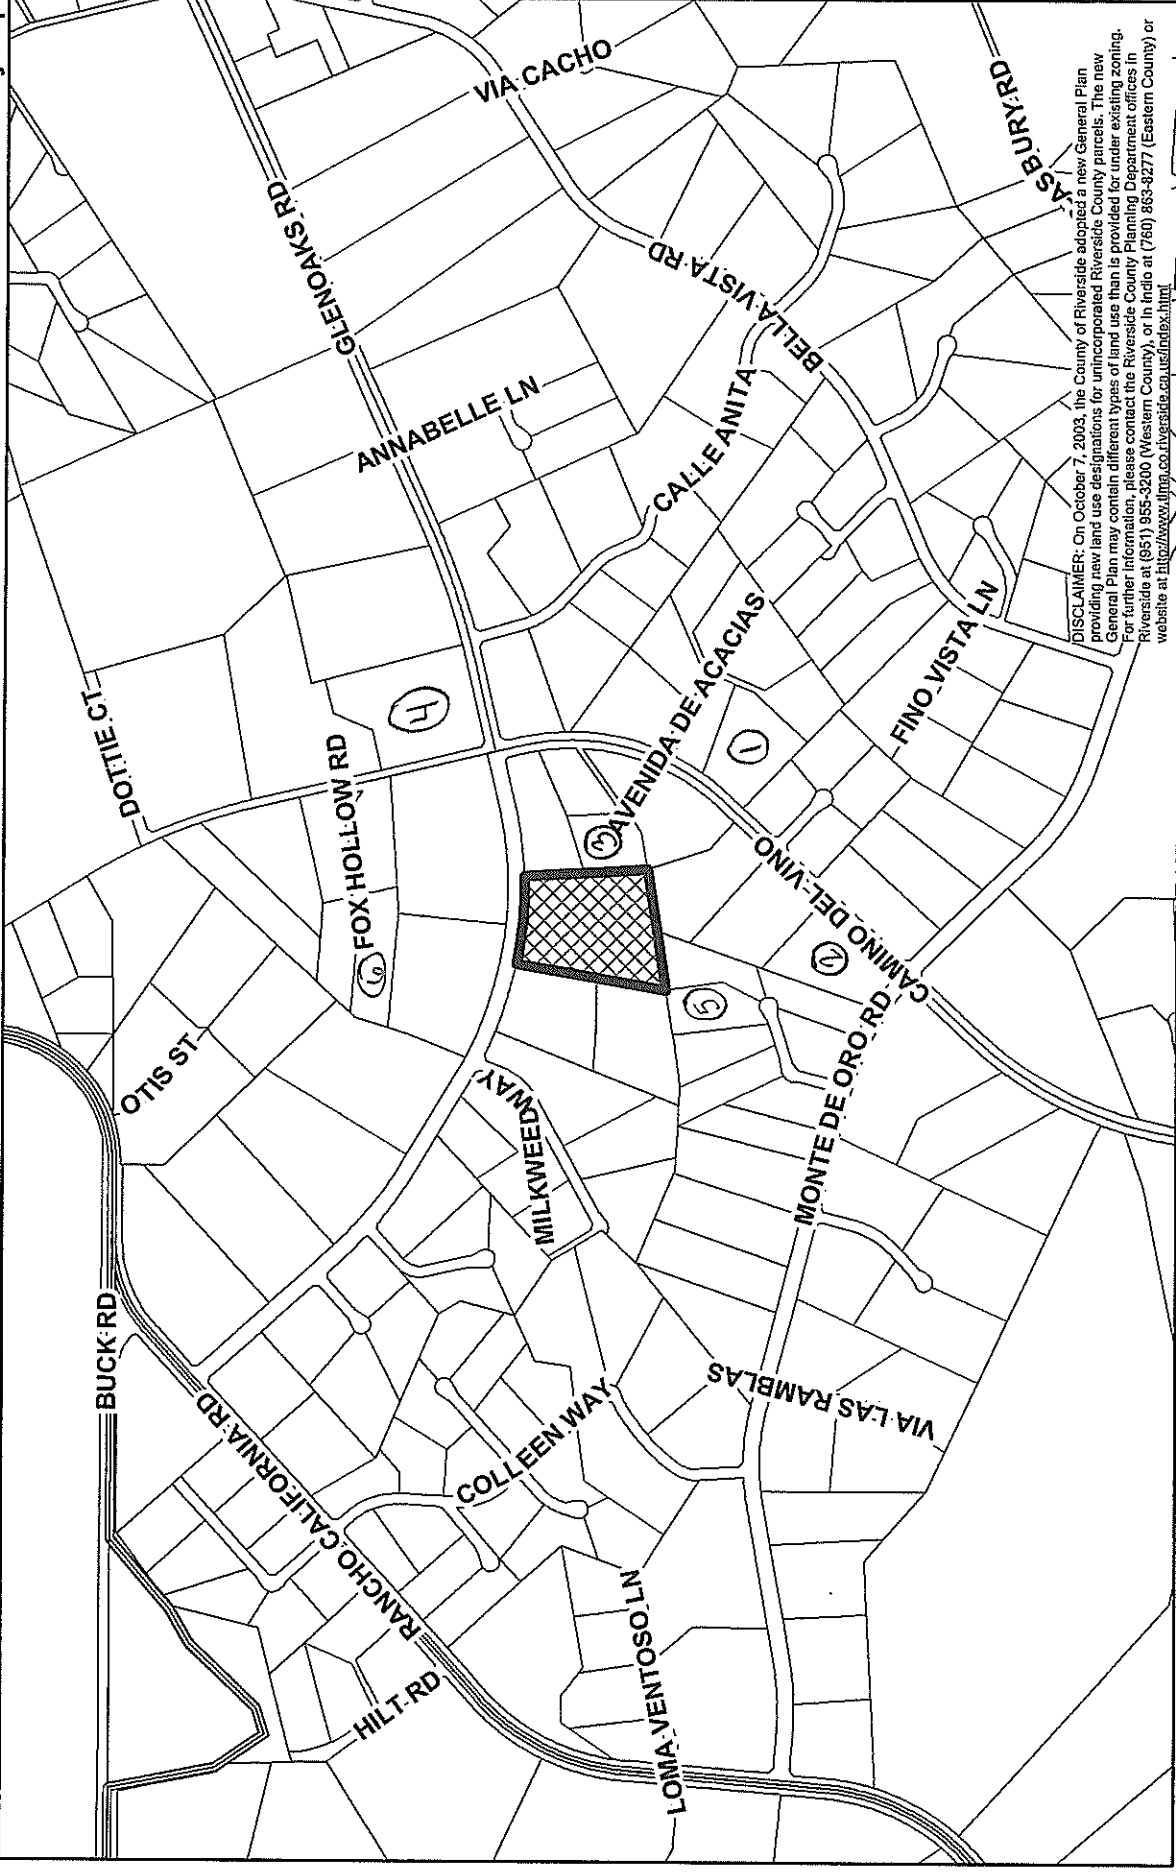 BUCK RD
OTIS ST
DOTTIE CT
GLENOAKS RD
VIA CACHO
ASBURY RD
FOX HOLLOW RD
6
4
ANNABELLE LN
RANCHO CALIFORNIA RD
HILT RD
COLLEEN WAY
MILKWEED WAY
LOMA VENTOSO LN
VIA LAS RAMBLAS
MONTE DE ORO RD
5
3
AVENIDA DE ACACIAS
1
2
CAMINO DEL VINO
CALLE ANITA
BELLA VISTA RD
FINO VISTA LN
DISCLAIMER: On October 7, 2003, the County of Riverside adopted a new General Plan
providing new land use designations for unincorporated Riverside County parcels. The new
General Plan may contain different types of land use than is provided for under existing zoning.
For further information, please contact the Riverside County Planning Department offices in
Riverside at (951) 955-3200 (Western County), or in Indio at (760) 863-8277 (Eastern County) or
website at http://www.tlma.co.riverside.ca.us/index.html